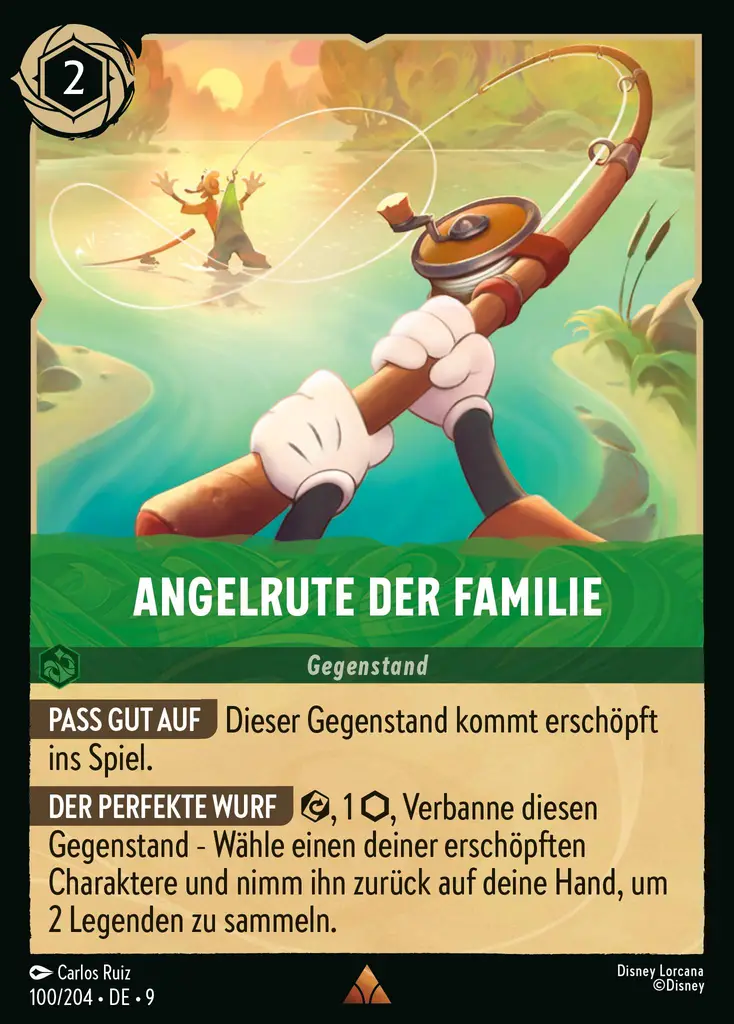 2
ANGELRUTE DER FAMILIE
Gegenstand
PASS GUT AUF Dieser Gegenstand kommt erschöpft
ins Spiel.
DER PERFEKTE WURF , 1 , Verbanne diesen
Gegenstand - Wähle einen deiner erschöpften
Charaktere und nimm ihn zurück auf deine Hand, um
2 Legenden zu sammeln.
Carlos Ruiz
100/204 • DE • 9
Disney Lorcana
©Disney